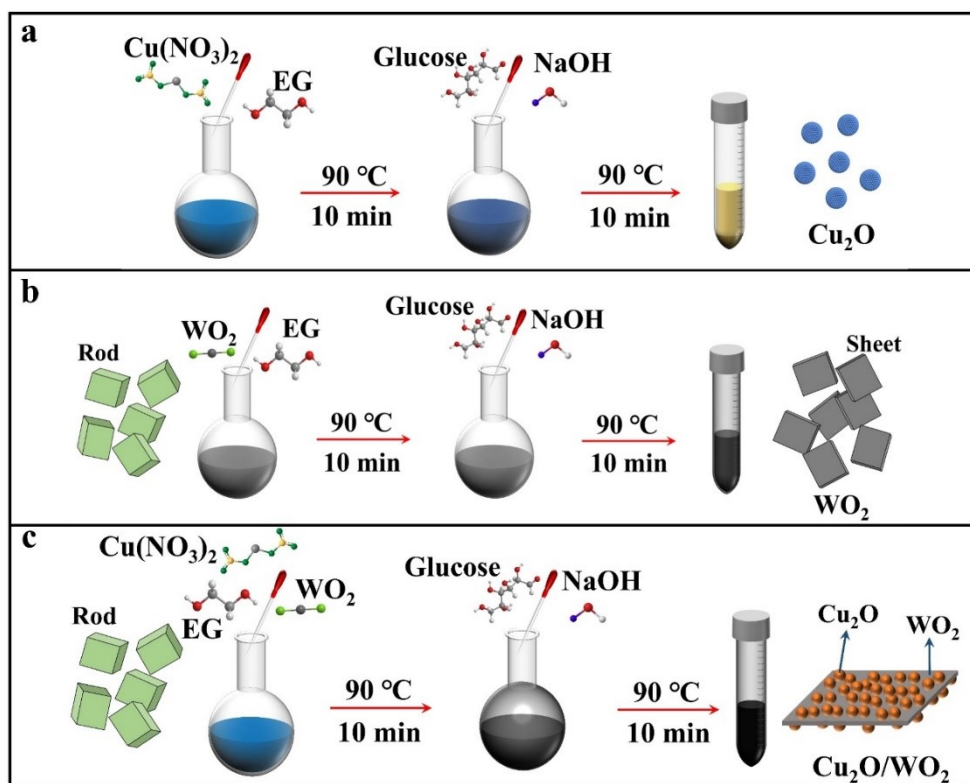 a
Cu(NO₃)₂
EG
90 °C
10 min
Glucose
NaOH
90 °C
10 min
Cu₂O
b
Rod
WO₂
EG
90 °C
10 min
Glucose
NaOH
90 °C
10 min
Sheet
WO₂
c
Cu(NO₃)₂
Rod
EG
WO₂
90 °C
10 min
Glucose
NaOH
90 °C
10 min
Cu₂O
WO₂
Cu₂O/WO₂